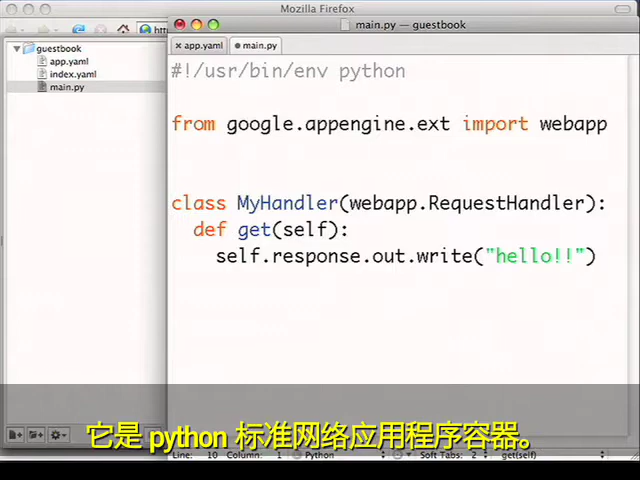 Mozilla Firefox
main.py — guestbook
http
guestbook
app.yaml
index.yaml
main.py
app.yaml
main.py
#!/usr/bin/env python
from google.appengine.ext import webapp
class MyHandler(webapp.RequestHandler):
def get(self):
self.response.out.write("hello!!")
它是 python 标准网络应用程序容器。
Line: 10 Column: 1 Python Soft Tabs: 2 get(self)